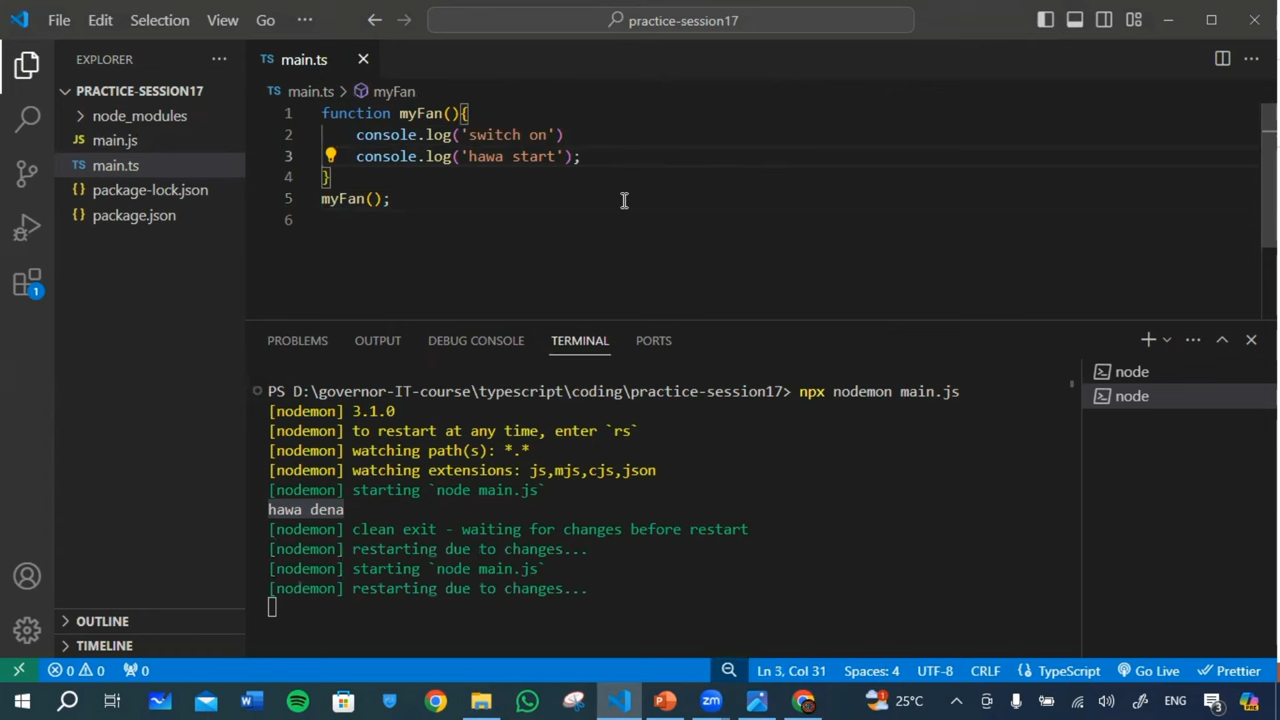 File Edit Selection View Go ··· practice-session17
EXPLORER ···
PRACTICE-SESSION17
node_modules
JS main.js
TS main.ts
package-lock.json
package.json
OUTLINE
TIMELINE
1
TS main.ts
TS main.ts > myFan
1 function myFan(){
2 console.log('switch on')
3 console.log('hawa start');
4 }
5 myFan();
6
PROBLEMS OUTPUT DEBUG CONSOLE TERMINAL PORTS
PS D:\governor-IT-course\typescript\coding\practice-session17> npx nodemon main.js
[nodemon] 3.1.0
[nodemon] to restart at any time, enter `rs`
[nodemon] watching path(s): *.*
[nodemon] watching extensions: js,mjs,cjs,json
[nodemon] starting `node main.js`
hawa dena
[nodemon] clean exit - waiting for changes before restart
[nodemon] restarting due to changes...
[nodemon] starting `node main.js`
[nodemon] restarting due to changes...
node
node
0 0 0 Ln 3, Col 31 Spaces: 4 UTF-8 CRLF TypeScript Go Live Prettier
25°C ENG 3